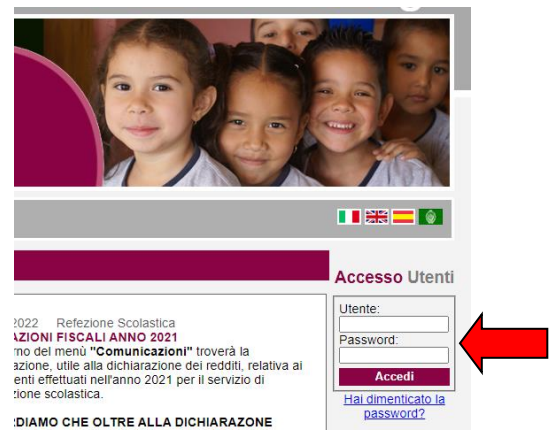 Accesso Utenti
2022 Refezione Scolastica
AZIONI FISCALI ANNO 2021
rno del menù "Comunicazioni" troverà la
azione, utile alla dichiarazione dei redditi, relativa ai
enti effettuati nell'anno 2021 per il servizio di
zione scolastica.
RDIAMO CHE OLTRE ALLA DICHIARAZONE
Utente:
Password:
Accedi
Hai dimenticato la
password?